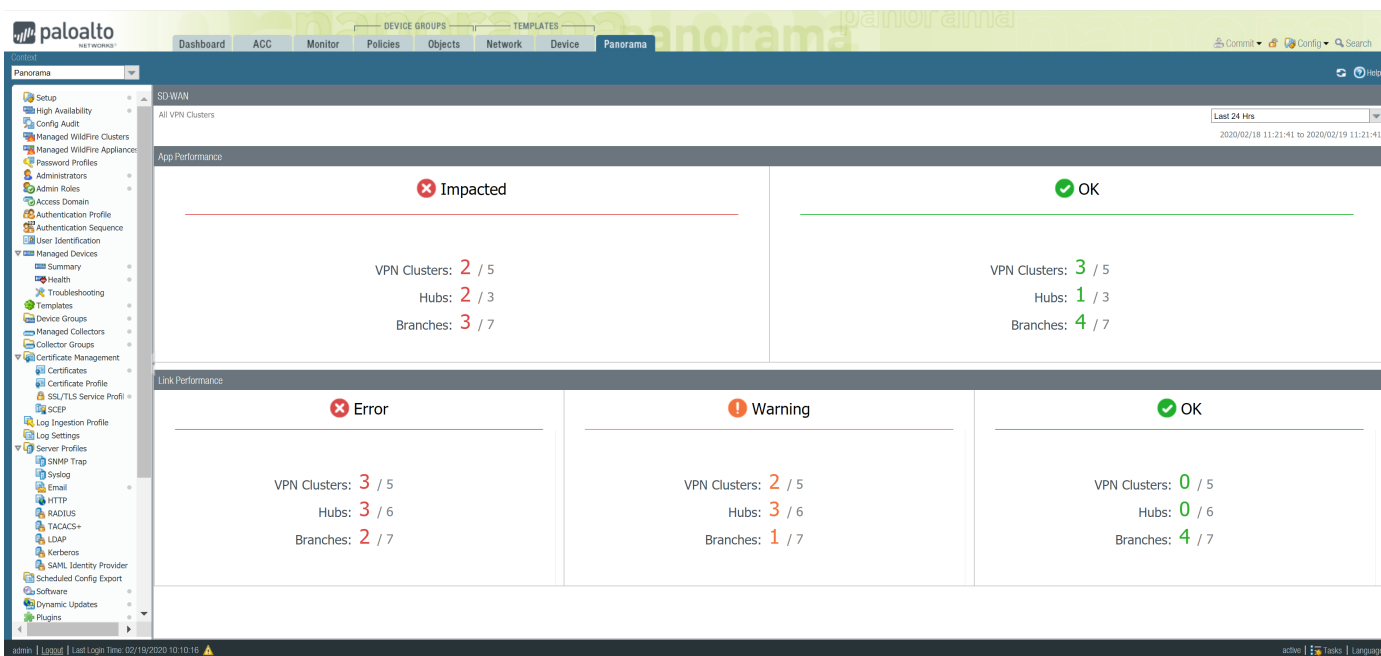 paloalto
NETWORKS®
DEVICE GROUPS
TEMPLATES
Dashboard ACC Monitor Policies Objects Network Device Panorama
panorama
Commit Config Search
Context
Panorama
Help
Setup
High Availability
Config Audit
Managed WildFire Clusters
Managed WildFire Appliances
Password Profiles
Administrators
Admin Roles
Access Domain
Authentication Profile
Authentication Sequence
User Identification
Managed Devices
Summary
Health
Troubleshooting
Templates
Device Groups
Managed Collectors
Collector Groups
Certificate Management
Certificates
Certificate Profile
SSL/TLS Service Profil
SCEP
Log Ingestion Profile
Log Settings
Server Profiles
SNMP Trap
Syslog
Email
HTTP
RADIUS
TACACS+
LDAP
Kerberos
SAML Identity Provider
Scheduled Config Export
Software
Dynamic Updates
Plugins
SD-WAN
All VPN Clusters
Last 24 Hrs
2020/02/18 11:21:41 to 2020/02/19 11:21:41
App Performance
Impacted
VPN Clusters: 2 / 5
Hubs: 2 / 3
Branches: 3 / 7
OK
VPN Clusters: 3 / 5
Hubs: 1 / 3
Branches: 4 / 7
Link Performance
Error
VPN Clusters: 3 / 5
Hubs: 3 / 6
Branches: 2 / 7
Warning
VPN Clusters: 2 / 5
Hubs: 3 / 6
Branches: 1 / 7
OK
VPN Clusters: 0 / 5
Hubs: 0 / 6
Branches: 4 / 7
admin | Logout | Last Login Time: 02/19/2020 10:10:16
active | Tasks | Language